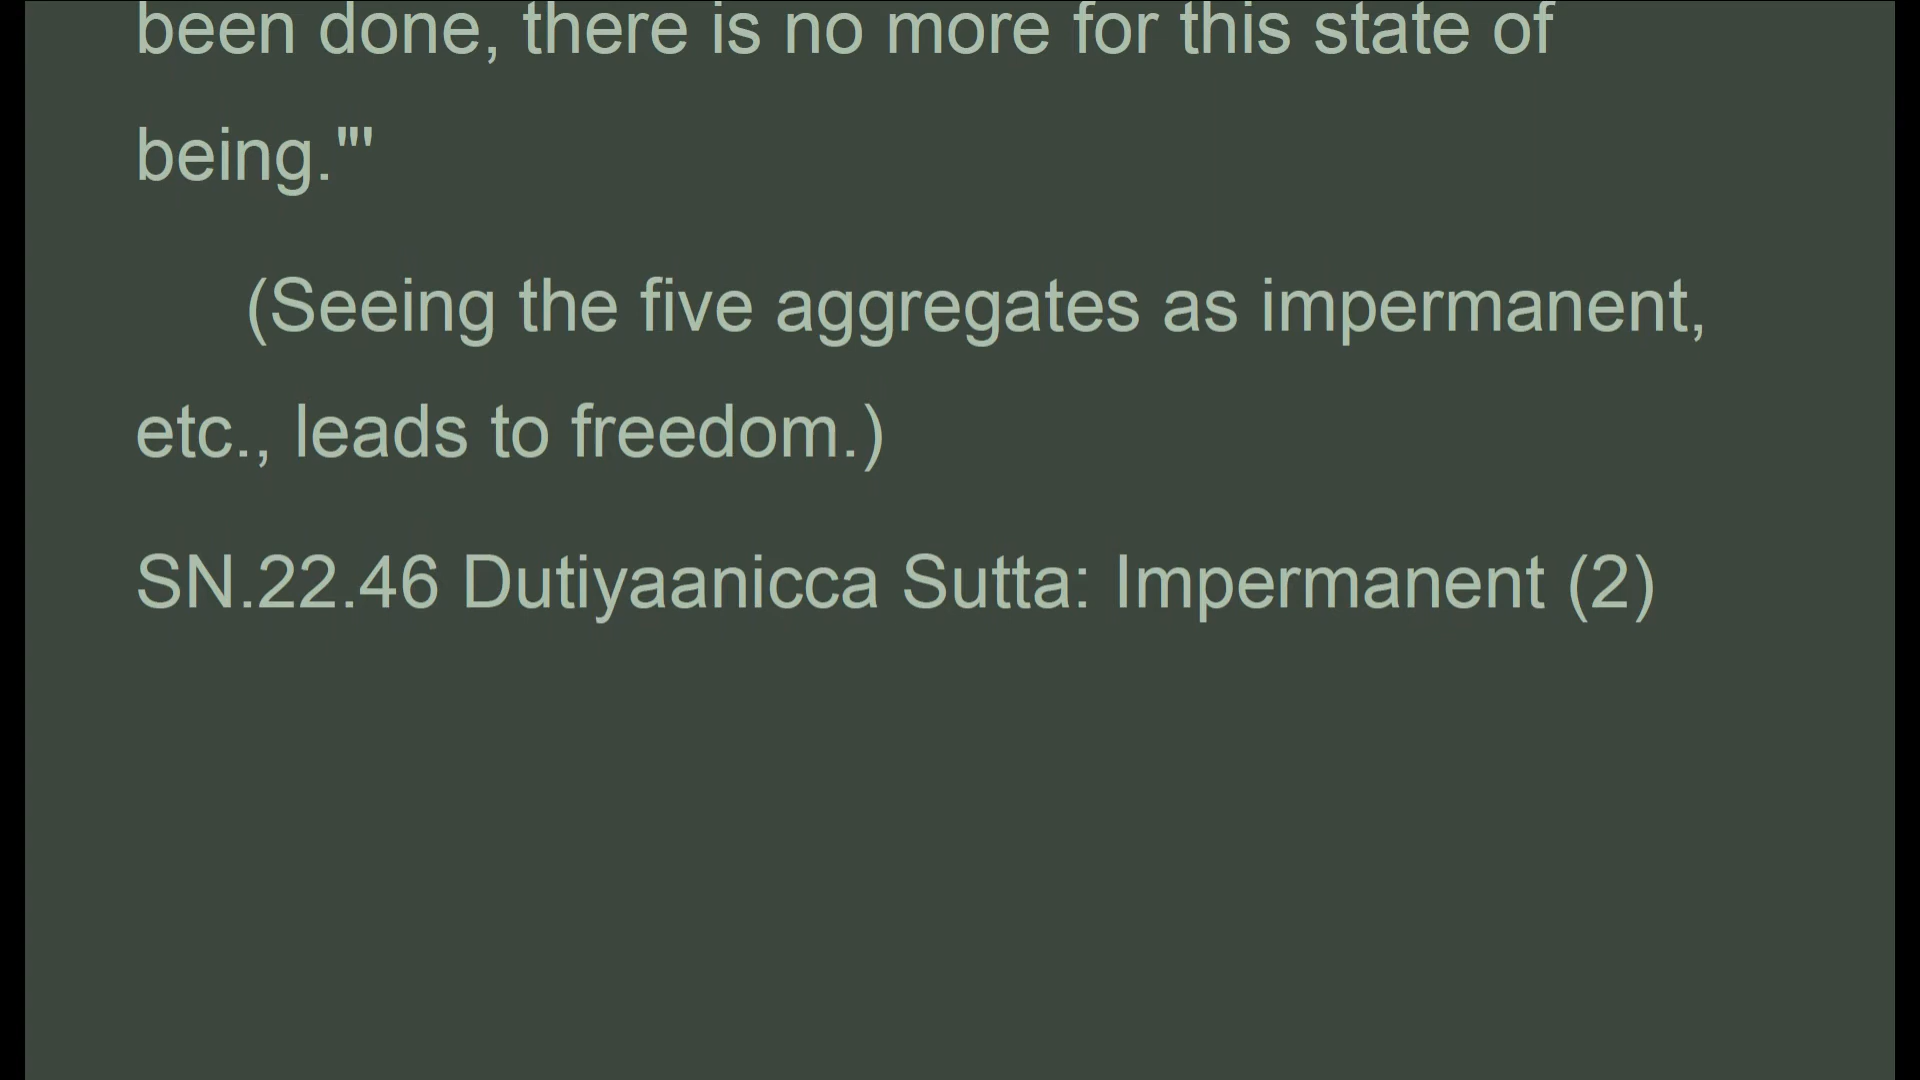 been done, there is no more for this state of
being."'
(Seeing the five aggregates as impermanent,
etc., leads to freedom.)
SN.22.46 Dutiyaanicca Sutta: Impermanent (2)